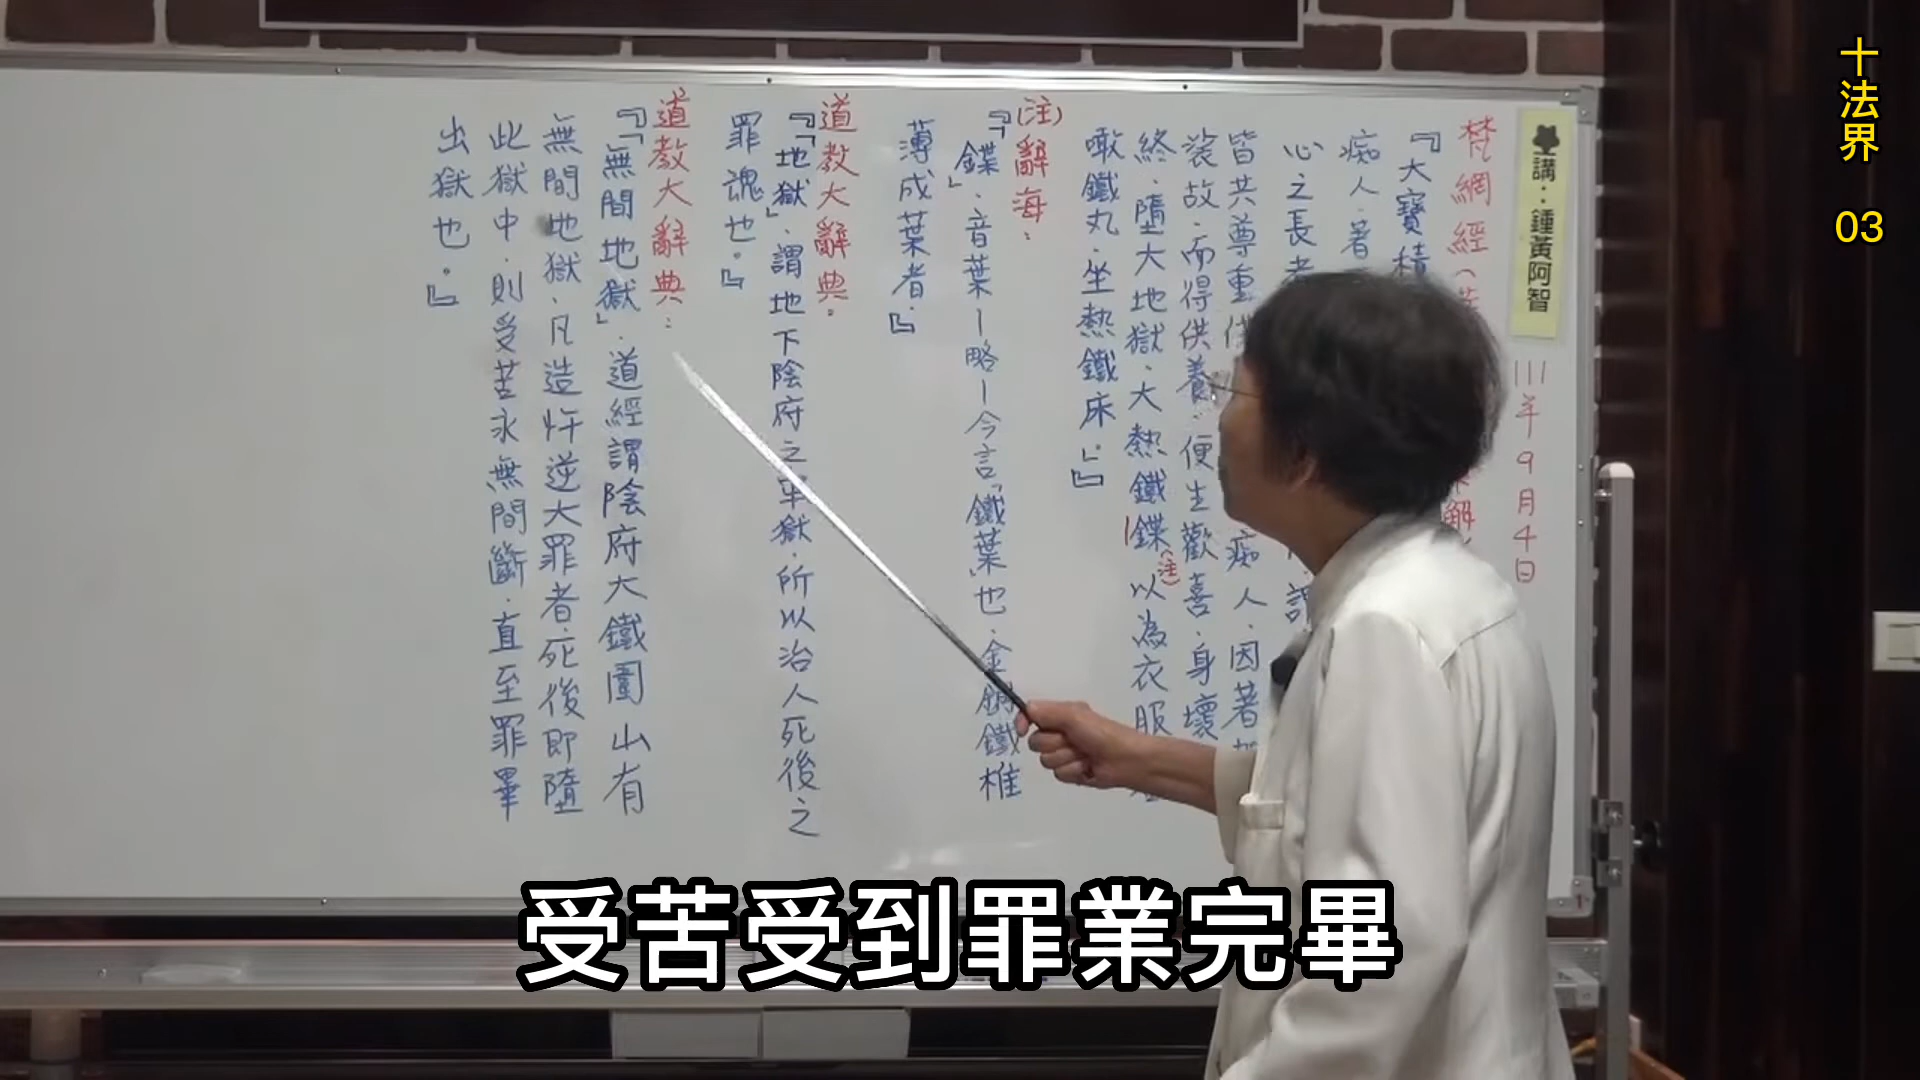 十法界 03
主講．鍾黃阿智
111年9月4日
梵網經
『大寶積
痴人．著
心之長者
皆共尊重．供 痴人．因著
裟故．而得供養．便生歡喜．身壞
終．墮大地獄．大熱鐵鍱(注)以為衣服
噉鐵丸．坐熱鐵床．」』
(注)辭海：
『「鍱」．音葉—略—今言「鐵葉」也．金銅鐵椎
薄成葉者．』
道教大辭典：
『「地獄」．謂地下陰府之牢獄．所以治人死後之
罪魂也．』
道教大辭典：
『「無間地獄」．道經謂陰府大鐵圍山有
無間地獄．凡造忤逆大罪者．死後即墮
此獄中．則受苦永無間斷．直至罪畢
出獄也．』
受苦受到罪業完畢